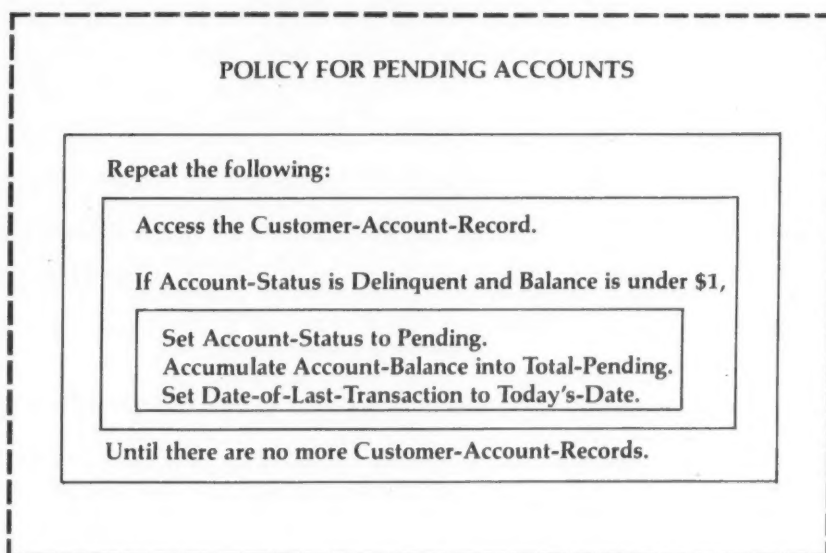 POLICY FOR PENDING ACCOUNTS
Repeat the following:
Access the Customer-Account-Record.
If Account-Status is Delinquent and Balance is under $1,
Set Account-Status to Pending.
Accumulate Account-Balance into Total-Pending.
Set Date-of-Last-Transaction to Today's-Date.
Until there are no more Customer-Account-Records.